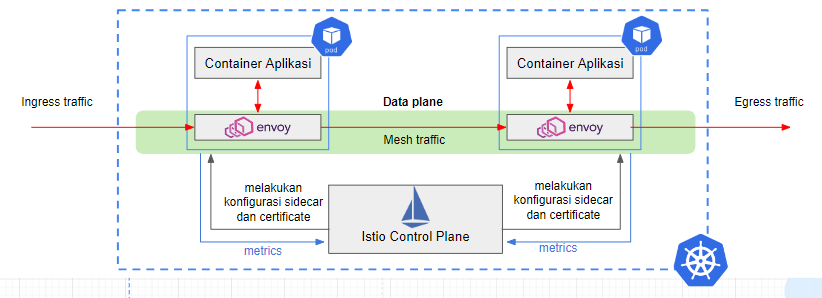 pod
pod
Container Aplikasi
Container Aplikasi
Ingress traffic
Data plane
Egress traffic
envoy
envoy
Mesh traffic
melakukan
konfigurasi sidecar
dan certificate
melakukan
konfigurasi sidecar
dan certificate
Istio Control Plane
metrics
metrics